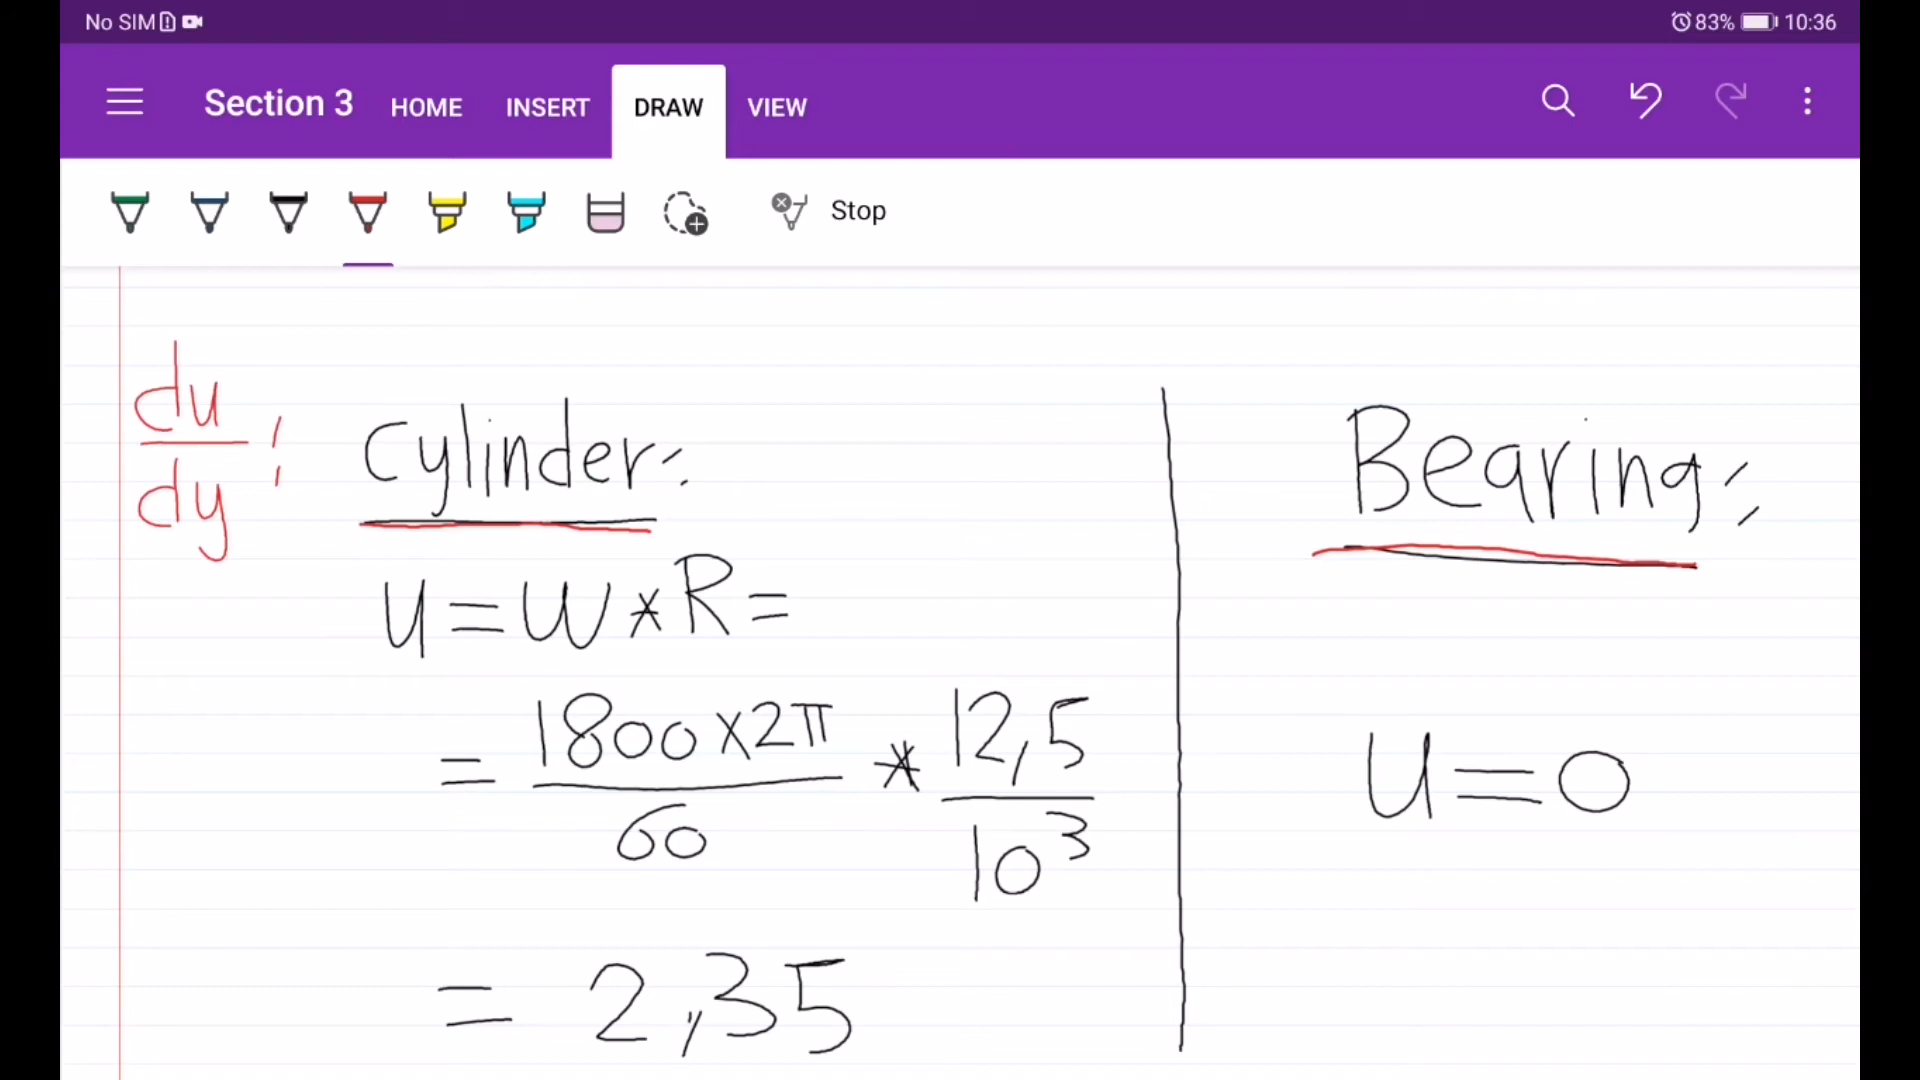 No SIM 83% 10:36
Section 3 HOME INSERT DRAW VIEW
Stop
du
dy :
Cylinder:
U=W*R=
= 1800x2π * 12,5
60 10³
= 2,35
Bearing:
U=0